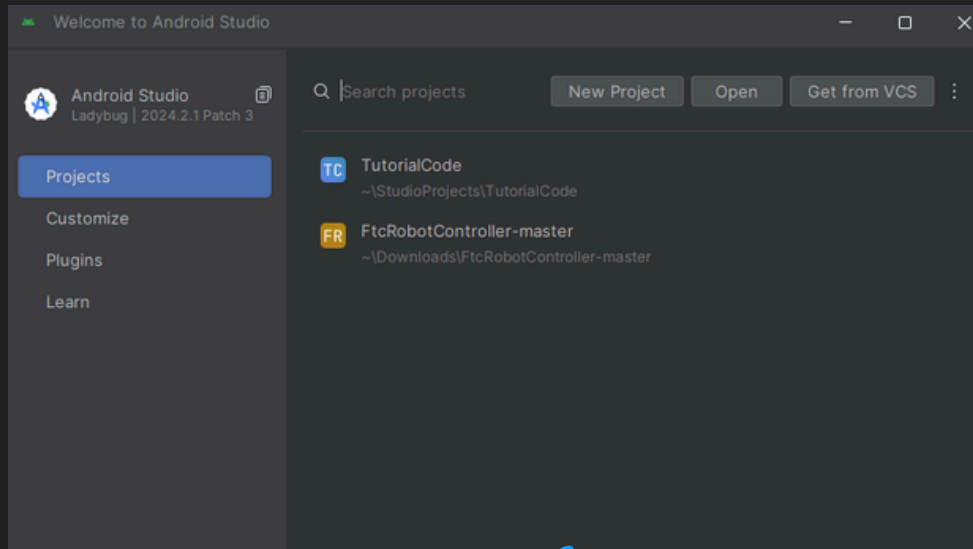 Welcome to Android Studio
Android Studio
Ladybug | 2024.2.1 Patch 3
Projects
Customize
Plugins
Learn
Search projects
New Project
Open
Get from VCS
TC
TutorialCode
~\StudioProjects\TutorialCode
FR
FtcRobotController-master
~\Downloads\FtcRobotController-master